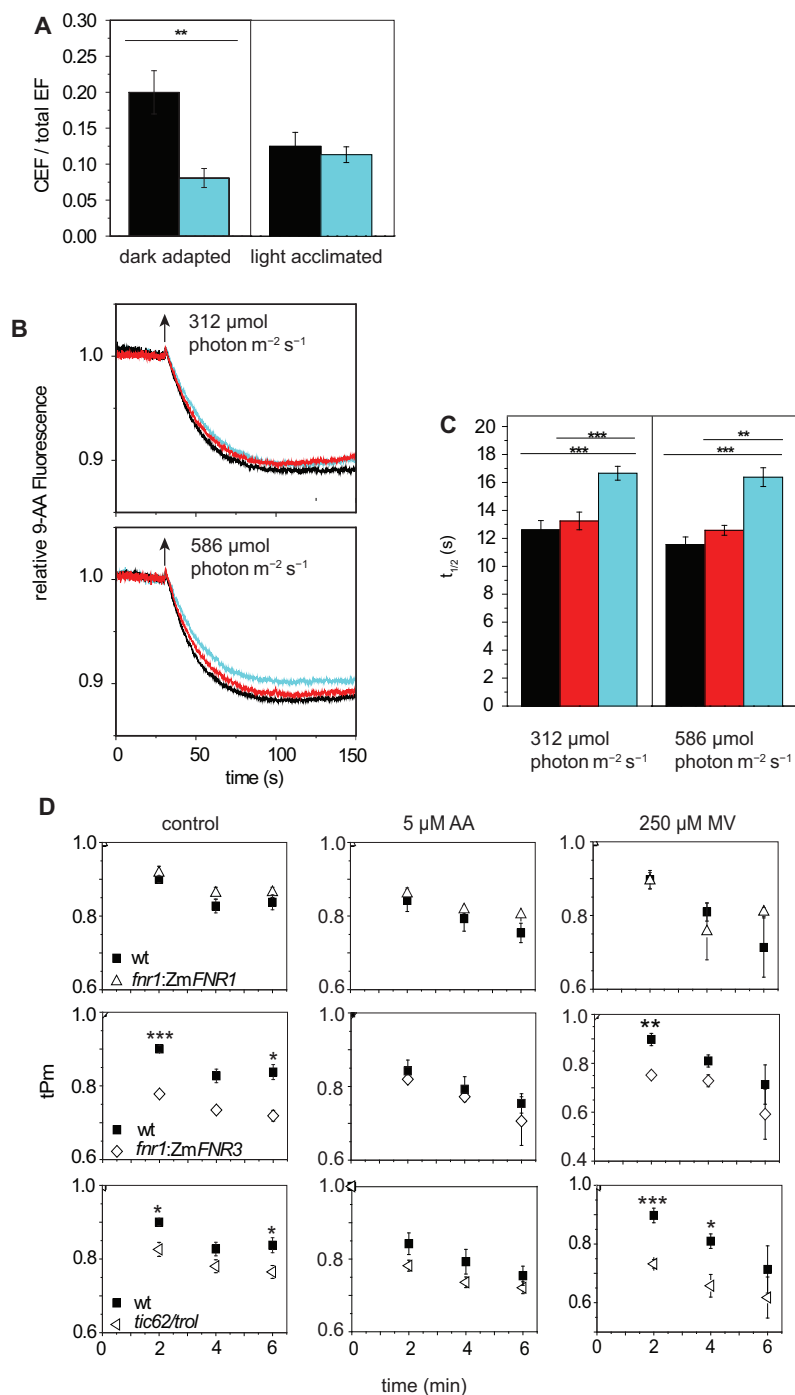 A
0.30
**
0.25
0.20
0.15
0.10
0.05
0.00
CEF / total EF
dark adapted
light acclimated
B
312 µmol
photon m⁻² s⁻¹
1.0
0.9
586 µmol
photon m⁻² s⁻¹
1.0
0.9
relative 9-AA Fluorescence
0 50 100 150
time (s)
C
20
18
16
14
12
10
8
6
4
2
0
t1/2 (s)
***
***
**
***
312 µmol
photon m⁻² s⁻¹
586 µmol
photon m⁻² s⁻¹
D
control
5 µM AA
250 µM MV
1.0
0.8
0.6
wt
fnr1:ZmFNR1
1.0
0.8
0.6
1.0
0.8
0.6
1.0
0.8
0.6
***
*
wt
fnr1:ZmFNR3
1.0
0.8
0.6
1.0
0.8
0.6
0.4
**
1.0
0.8
0.6
*
*
wt
tic62/trol
1.0
0.8
0.6
1.0
0.8
0.6
***
*
tPm
0 2 4 6
0 2 4 6
0 2 4 6
time (min)